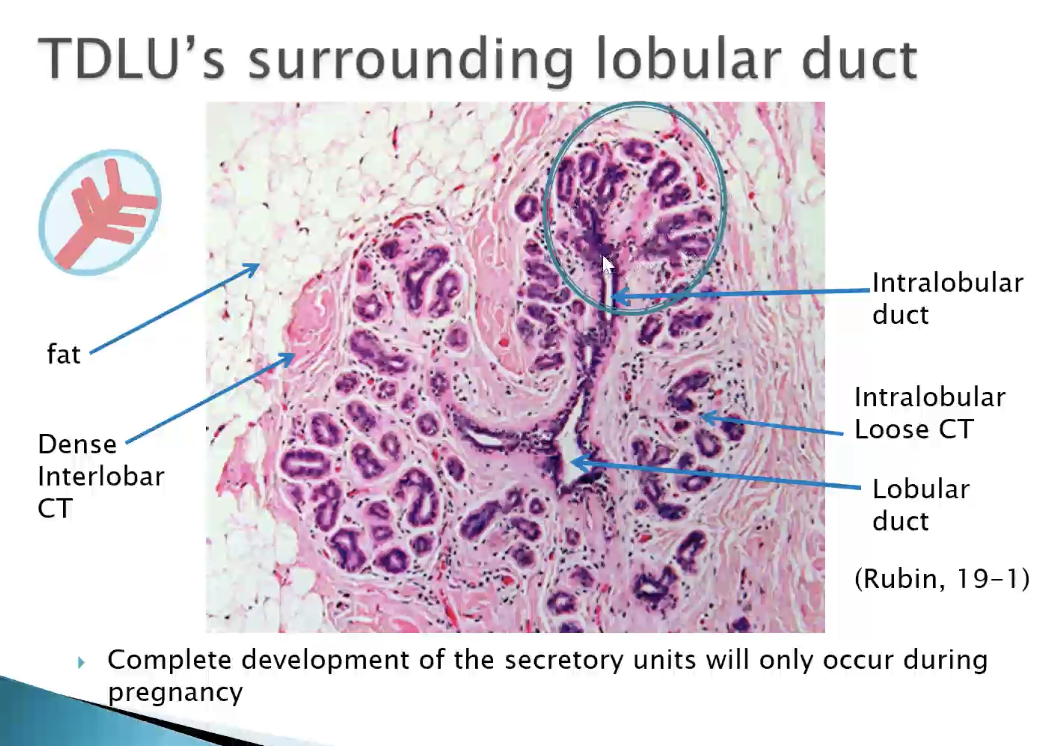 TDLU's surrounding lobular duct
fat
Dense
Interlobar
CT
Intralobular
duct
Intralobular
Loose CT
Lobular
duct
(Rubin, 19-1)
Complete development of the secretory units will only occur during
pregnancy